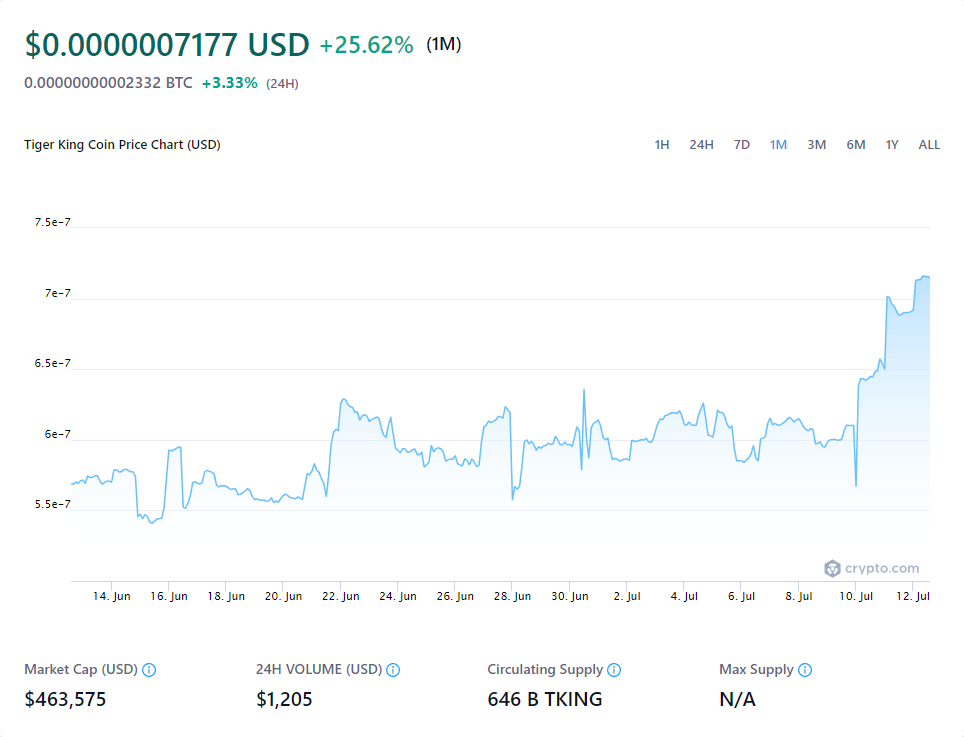 $0.0000007177 USD +25.62% (1M)
0.00000000002332 BTC +3.33% (24H)
Tiger King Coin Price Chart (USD) 1H 24H 7D 1M 3M 6M 1Y ALL
7.5e-7
7e-7
6.5e-7
6e-7
5.5e-7
crypto.com
14. Jun 16. Jun 18. Jun 20. Jun 22. Jun 24. Jun 26. Jun 28. Jun 30. Jun 2. Jul 4. Jul 6. Jul 8. Jul 10. Jul 12. Jul
Market Cap (USD) 24H VOLUME (USD) Circulating Supply Max Supply
$463,575 $1,205 646 B TKING N/A